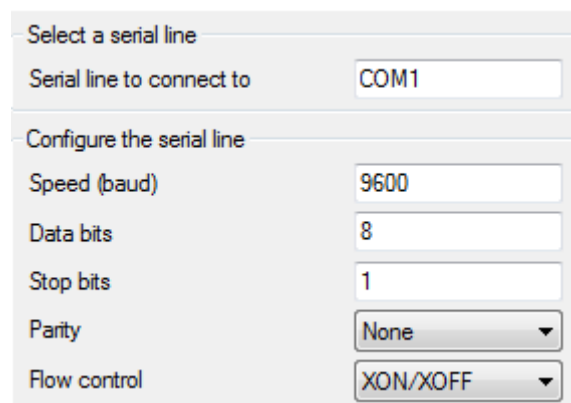 Select a serial line
Serial line to connect to COM1
Configure the serial line
Speed (baud) 9600
Data bits 8
Stop bits 1
Parity None
Flow control XON/XOFF